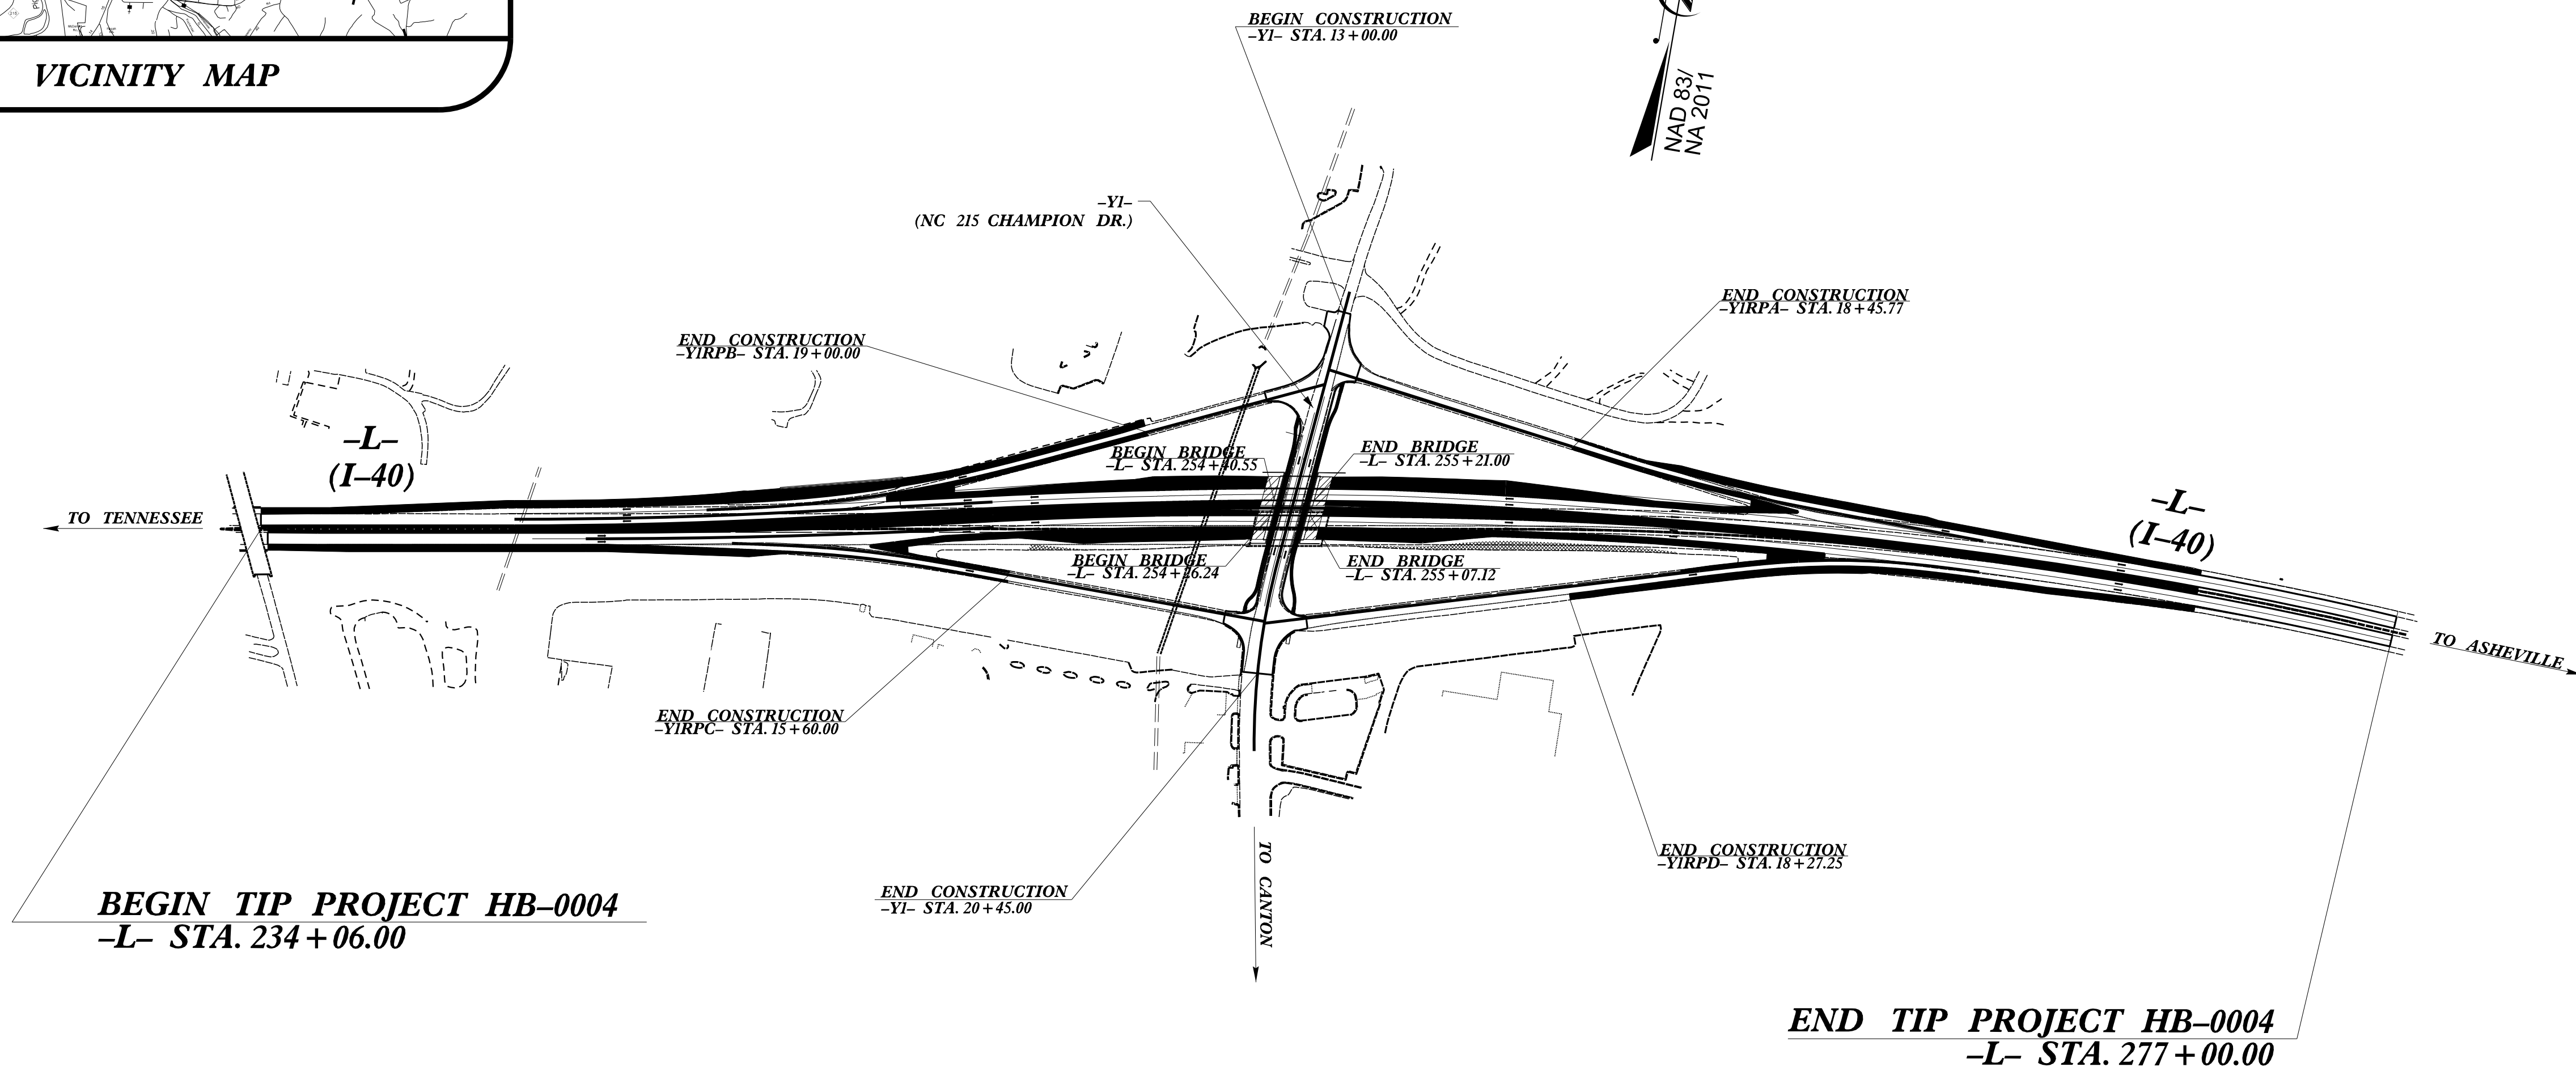 VICINITY MAP
BEGIN CONSTRUCTION
–Y1– STA. 13+00.00
NAD 83/
NA 2011
–Y1–
(NC 215 CHAMPION DR.)
END CONSTRUCTION
–Y1RPA– STA. 18+45.77
END CONSTRUCTION
–Y1RPB– STA. 19+00.00
–L–
(I–40)
BEGIN BRIDGE
–L– STA. 254+40.55
END BRIDGE
–L– STA. 255+21.00
TO TENNESSEE
–L–
(I–40)
BEGIN BRIDGE
–L– STA. 254+26.24
END BRIDGE
–L– STA. 255+07.12
TO ASHEVILLE
END CONSTRUCTION
–Y1RPC– STA. 15+60.00
END CONSTRUCTION
–Y1RPD– STA. 18+27.25
TO CANTON
END CONSTRUCTION
–Y1– STA. 20+45.00
BEGIN TIP PROJECT HB–0004
–L– STA. 234+06.00
END TIP PROJECT HB–0004
–L– STA. 277+00.00